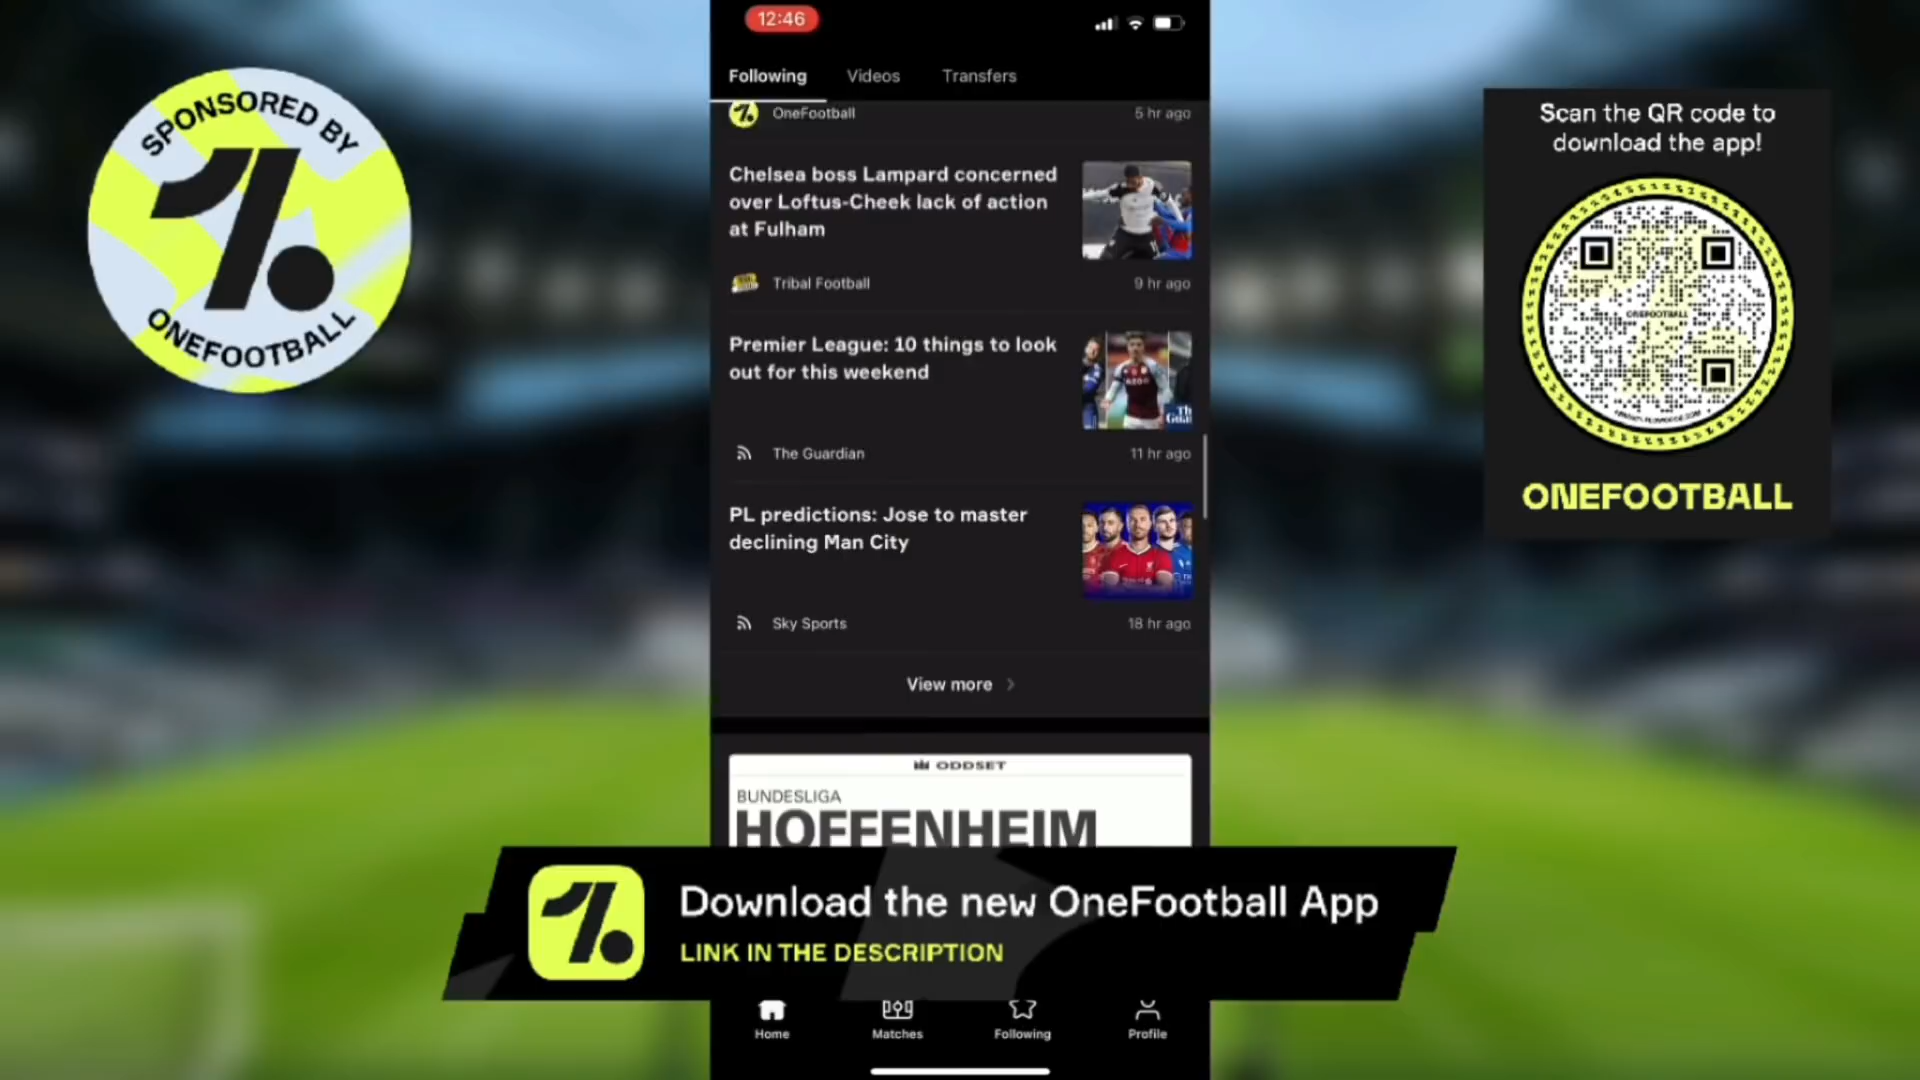 12:46
Following
Videos
Transfers
SPONSORED BY
ONEFOOTBALL
OneFootball
5 hr ago
Chelsea boss Lampard concerned
over Loftus-Cheek lack of action
at Fulham
Tribal Football
9 hr ago
Premier League: 10 things to look
out for this weekend
The Guardian
11 hr ago
PL predictions: Jose to master
declining Man City
Sky Sports
18 hr ago
View more
ODDSET
BUNDESLIGA
HOFFENHEIM
Scan the QR code to
download the app!
ONEFOOTBALL
ONEFOOTBALL
Download the new OneFootball App
LINK IN THE DESCRIPTION
Home
Matches
Following
Profile